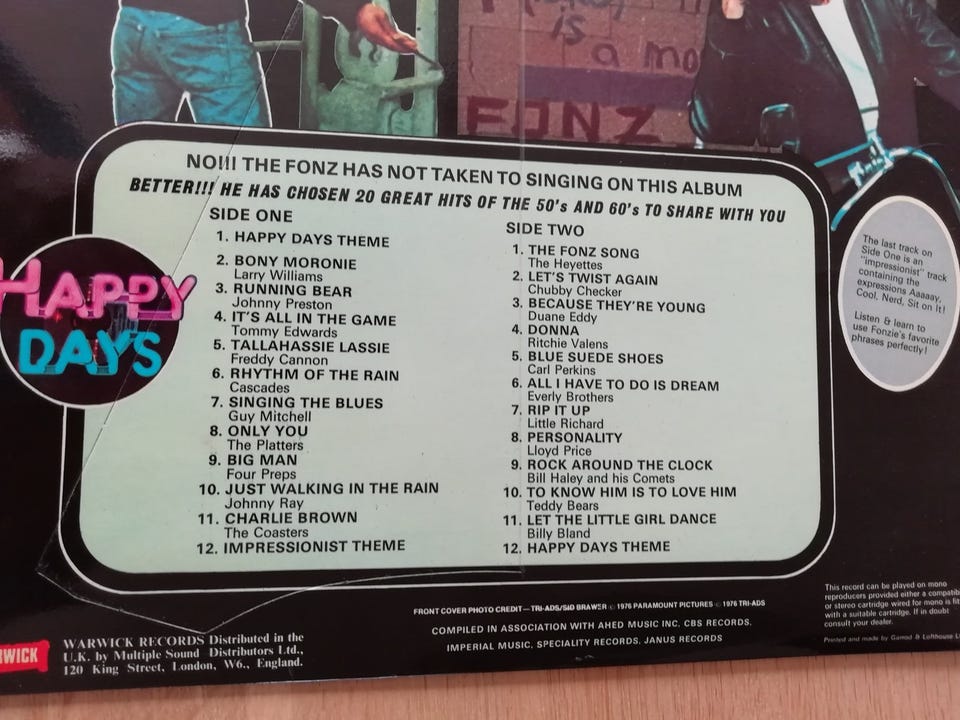 is
a mo
FONZ
NO!!! THE FONZ HAS NOT TAKEN TO SINGING ON THIS ALBUM
BETTER!!! HE HAS CHOSEN 20 GREAT HITS OF THE 50's AND 60's TO SHARE WITH YOU
SIDE ONE
1. HAPPY DAYS THEME
2. BONY MORONIE
Larry Williams
3. RUNNING BEAR
Johnny Preston
4. IT'S ALL IN THE GAME
Tommy Edwards
5. TALLAHASSIE LASSIE
Freddy Cannon
6. RHYTHM OF THE RAIN
Cascades
7. SINGING THE BLUES
Guy Mitchell
8. ONLY YOU
The Platters
9. BIG MAN
Four Preps
10. JUST WALKING IN THE RAIN
Johnny Ray
11. CHARLIE BROWN
The Coasters
12. IMPRESSIONIST THEME
SIDE TWO
1. THE FONZ SONG
The Heyettes
2. LET'S TWIST AGAIN
Chubby Checker
3. BECAUSE THEY'RE YOUNG
Duane Eddy
4. DONNA
Ritchie Valens
5. BLUE SUEDE SHOES
Carl Perkins
6. ALL I HAVE TO DO IS DREAM
Everly Brothers
7. RIP IT UP
Little Richard
8. PERSONALITY
Lloyd Price
9. ROCK AROUND THE CLOCK
Bill Haley and his Comets
10. TO KNOW HIM IS TO LOVE HIM
Teddy Bears
11. LET THE LITTLE GIRL DANCE
Billy Bland
12. HAPPY DAYS THEME
HAPPY
DAYS
The last track on
Side One is an
"impressionist" track
containing the
expressions Aaaaay,
Cool, Nerd, Sit on It!
Listen & learn to
use Fonzie's favorite
phrases perfectly!
FRONT COVER PHOTO CREDIT — TRI-ADS/SID BRAWER © 1976 PARAMOUNT PICTURES © 1976 TRI-ADS
COMPILED IN ASSOCIATION WITH AHED MUSIC INC, CBS RECORDS,
IMPERIAL MUSIC, SPECIALITY RECORDS, JANUS RECORDS
RWICK
WARWICK RECORDS Distributed in the
U.K. by Multiple Sound Distributors Ltd.,
120 King Street, London, W6., England.
This record can be played on mono
reproducers provided either a compatib
or stereo cartridge wired for mono is fit
with a suitable cartridge. If in doubt
consult your dealer.
Printed and made by Garrod & Lofthouse L